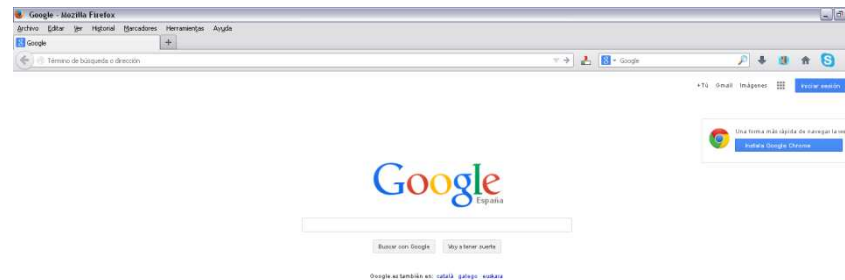 Google - Mozilla Firefox
Archivo Editar Ver Historial Marcadores Herramientas Ayuda
Google
Término de búsqueda o dirección
Google
+Tú Gmail Imágenes Iniciar sesión
Una forma más rápida de navegar la
Instala Google Chrome
Google
España
Buscar con Google Voy a tener suerte
Google.es también en: català galego euskara